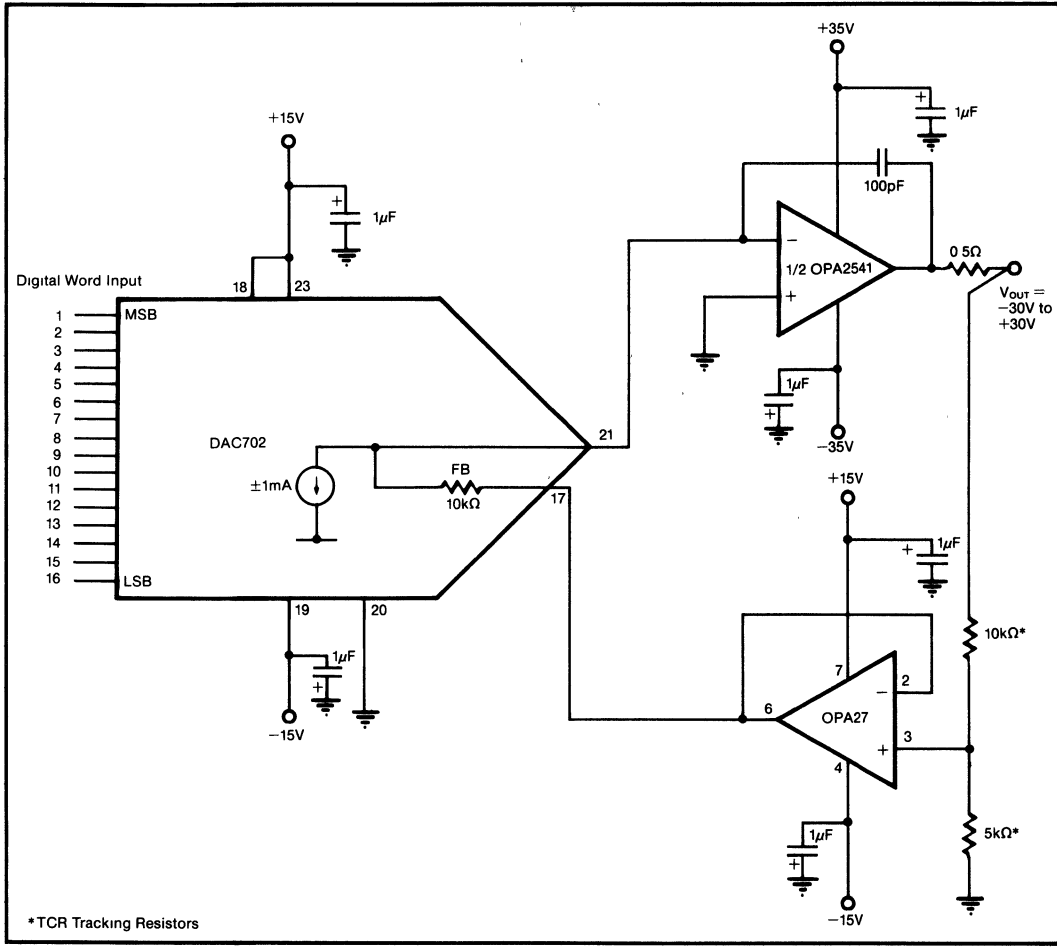 +35V
+
1μF
+15V
+
1μF
100pF
−
1/2 OPA2541
+
0 5Ω
VOUT =
−30V to
+30V
Digital Word Input
18
23
1
2
3
4
5
6
7
8
9
10
11
12
13
14
15
16
MSB
LSB
DAC702
±1mA
FB
10kΩ
21
17
1μF
+
−35V
+15V
+
1μF
19
20
1μF
+
−15V
10kΩ*
7
2
−
6
OPA27
+
3
4
1μF
+
5kΩ*
−15V
*TCR Tracking Resistors